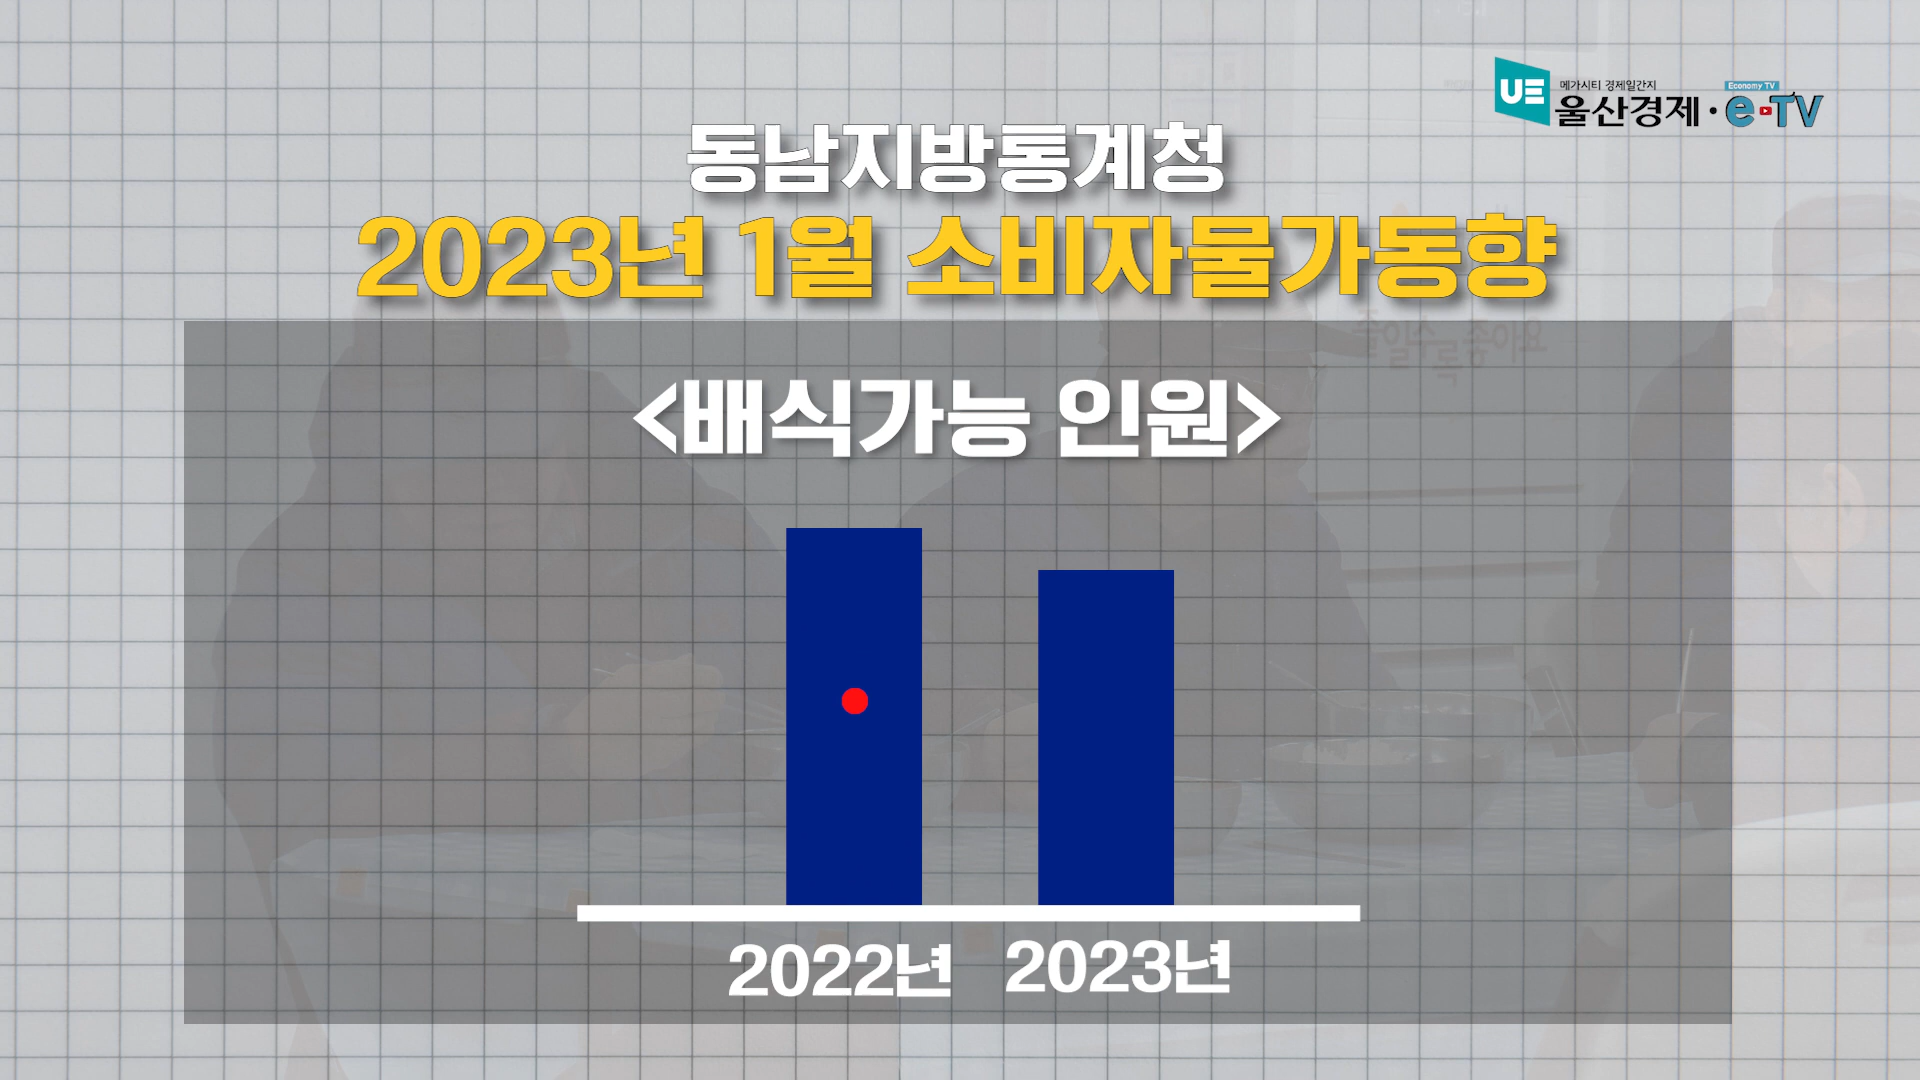 UE
메가시티 경제일간지
울산경제·
Economy TV
e·TV
동남지방통계청
2023년 1월 소비자물가동향
<배식가능 인원>
2022년 2023년